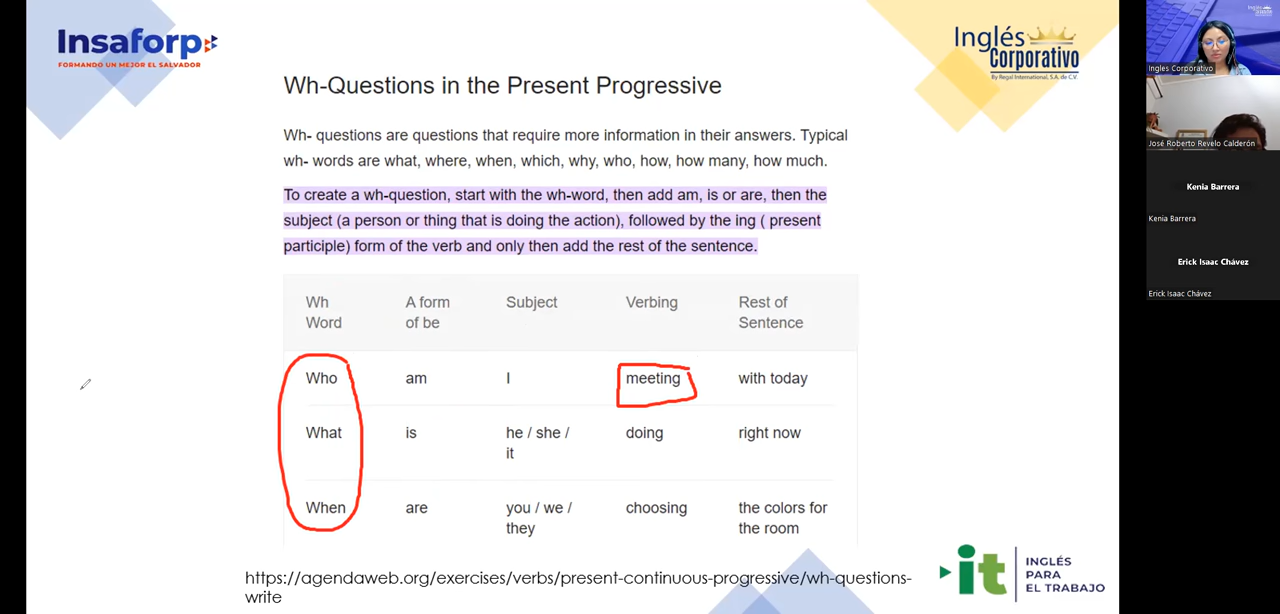 Insaforp
FORMANDO UN MEJOR EL SALVADOR
Inglés
Corporativo
By Regal International, S.A. de C.V.
Wh-Questions in the Present Progressive
Wh- questions are questions that require more information in their answers. Typical
wh- words are what, where, when, which, why, who, how, how many, how much.
To create a wh-question, start with the wh-word, then add am, is or are, then the
subject (a person or thing that is doing the action), followed by the ing ( present
participle) form of the verb and only then add the rest of the sentence.
Wh Word A form of be Subject Verbing Rest of Sentence
Who am I meeting with today
What is he / she / it doing right now
When are you / we / they choosing the colors for the room
https://agendaweb.org/exercises/verbs/present-continuous-progressive/wh-questions-
write
it
INGLÉS
PARA
EL TRABAJO
Ingles Corporativo
José Roberto Revelo Calderón
Kenia Barrera
Kenia Barrera
Erick Isaac Chávez
Erick Isaac Chávez